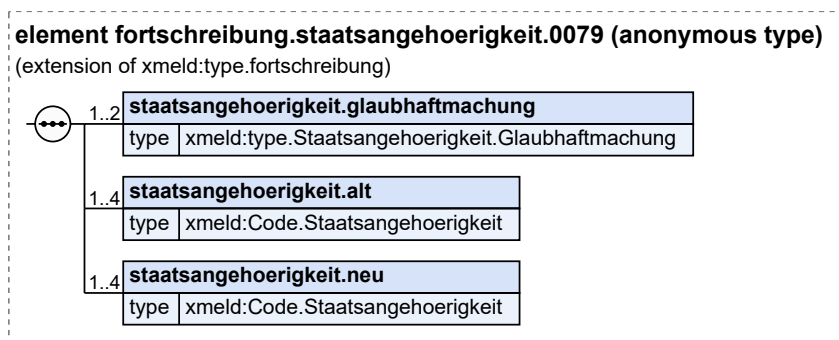 element fortschreibung.staatsangehoerigkeit.0079 (anonymous type)
(extension of xmeld:type.fortschreibung)
1..2 staatsangehoerigkeit.glaubhaftmachung
type xmeld:type.Staatsangehoerigkeit.Glaubhaftmachung
1..4 staatsangehoerigkeit.alt
type xmeld:Code.Staatsangehoerigkeit
1..4 staatsangehoerigkeit.neu
type xmeld:Code.Staatsangehoerigkeit